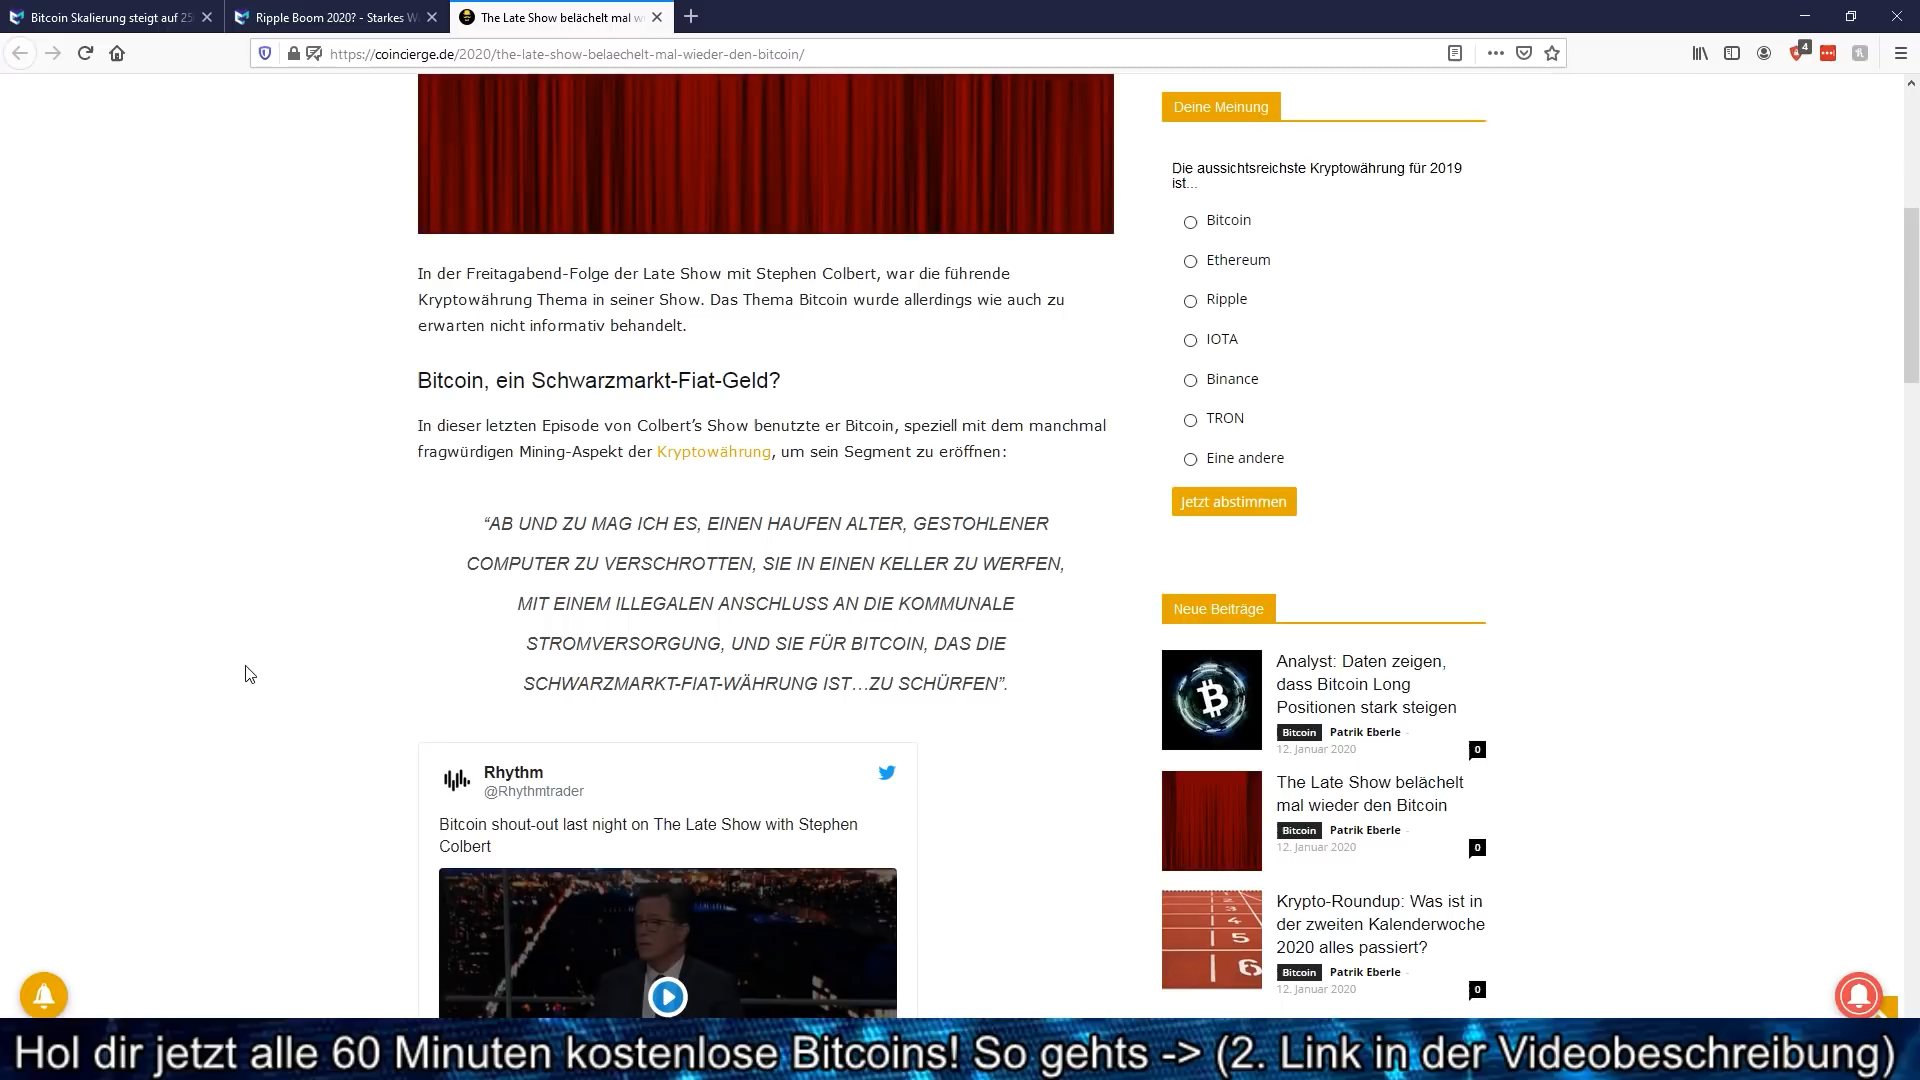 Bitcoin Skalierung steigt auf 25
Ripple Boom 2020? - Starkes W
The Late Show belächelt mal w
https://coincierge.de/2020/the-late-show-belaechelt-mal-wieder-den-bitcoin/
4
In der Freitagabend-Folge der Late Show mit Stephen Colbert, war die führende
Kryptowährung Thema in seiner Show. Das Thema Bitcoin wurde allerdings wie auch zu
erwarten nicht informativ behandelt.
Bitcoin, ein Schwarzmarkt-Fiat-Geld?
In dieser letzten Episode von Colbert’s Show benutzte er Bitcoin, speziell mit dem manchmal
fragwürdigen Mining-Aspekt der Kryptowährung, um sein Segment zu eröffnen:
“AB UND ZU MAG ICH ES, EINEN HAUFEN ALTER, GESTOHLENER
COMPUTER ZU VERSCHROTTEN, SIE IN EINEN KELLER ZU WERFEN,
MIT EINEM ILLEGALEN ANSCHLUSS AN DIE KOMMUNALE
STROMVERSORGUNG, UND SIE FÜR BITCOIN, DAS DIE
SCHWARZMARKT-FIAT-WÄHRUNG IST…ZU SCHÜRFEN”.
Rhythm
@Rhythmtrader
Bitcoin shout-out last night on The Late Show with Stephen
Colbert
Deine Meinung
Die aussichtsreichste Kryptowährung für 2019
ist...
Bitcoin
Ethereum
Ripple
IOTA
Binance
TRON
Eine andere
Jetzt abstimmen
Neue Beiträge
Analyst: Daten zeigen,
dass Bitcoin Long
Positionen stark steigen
Bitcoin Patrik Eberle -
12. Januar 2020
0
The Late Show belächelt
mal wieder den Bitcoin
Bitcoin Patrik Eberle -
12. Januar 2020
0
Krypto-Roundup: Was ist in
der zweiten Kalenderwoche
2020 alles passiert?
Bitcoin Patrik Eberle -
12. Januar 2020
0
2
3
4
5
6
Hol dir jetzt alle 60 Minuten kostenlose Bitcoins! So gehts -> (2. Link in der Videobeschreibung)